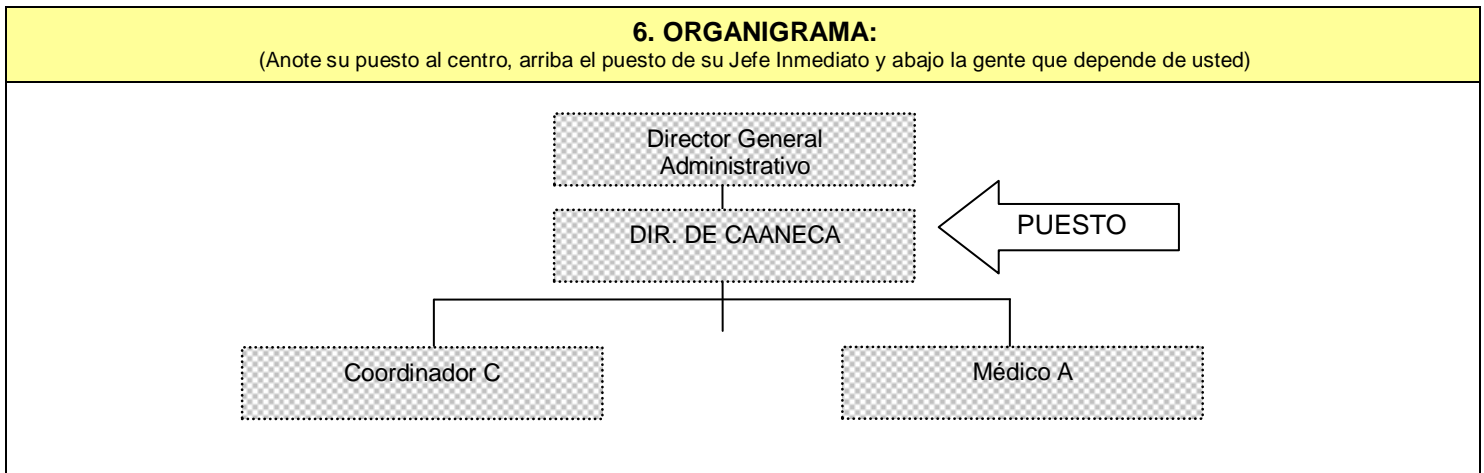 6. ORGANIGRAMA:
(Anote su puesto al centro, arriba el puesto de su Jefe Inmediato y abajo la gente que depende de usted)
Director General
Administrativo
DIR. DE CAANECA
PUESTO
Coordinador C
Médico A